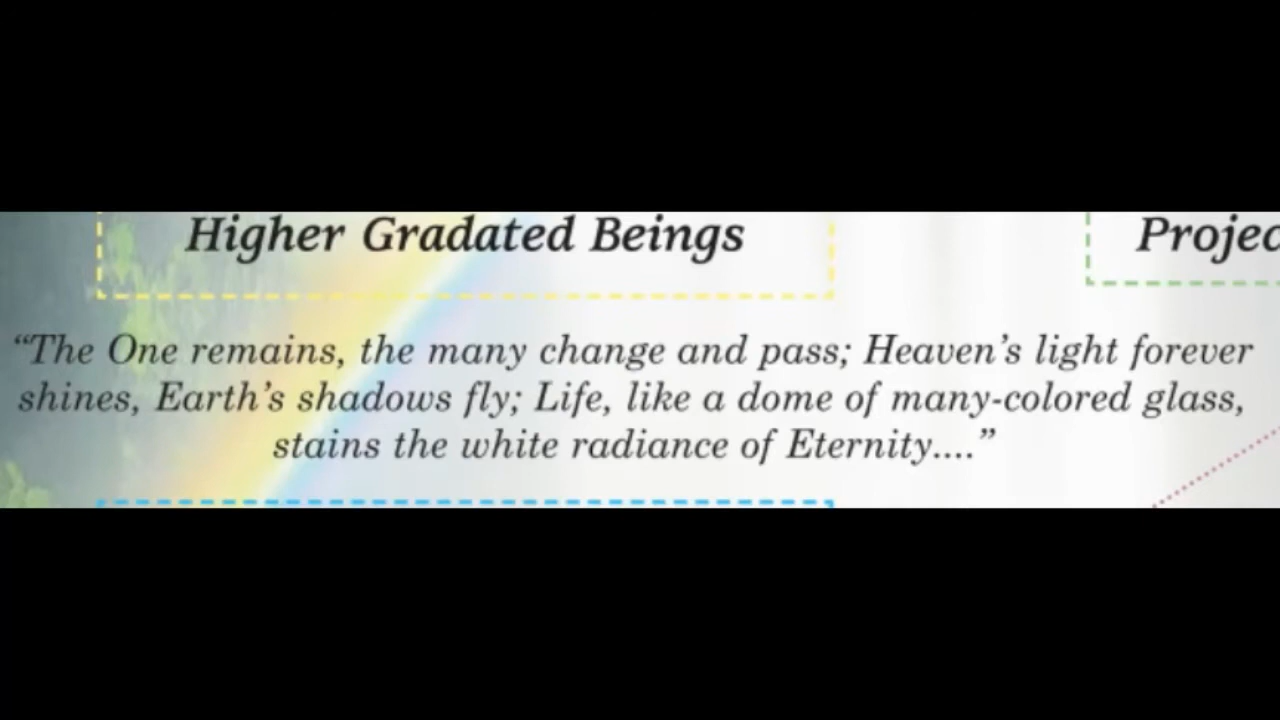 Higher Gradated Beings
“The One remains, the many change and pass; Heaven’s light forever
shines, Earth’s shadows fly; Life, like a dome of many-colored glass,
stains the white radiance of Eternity....”